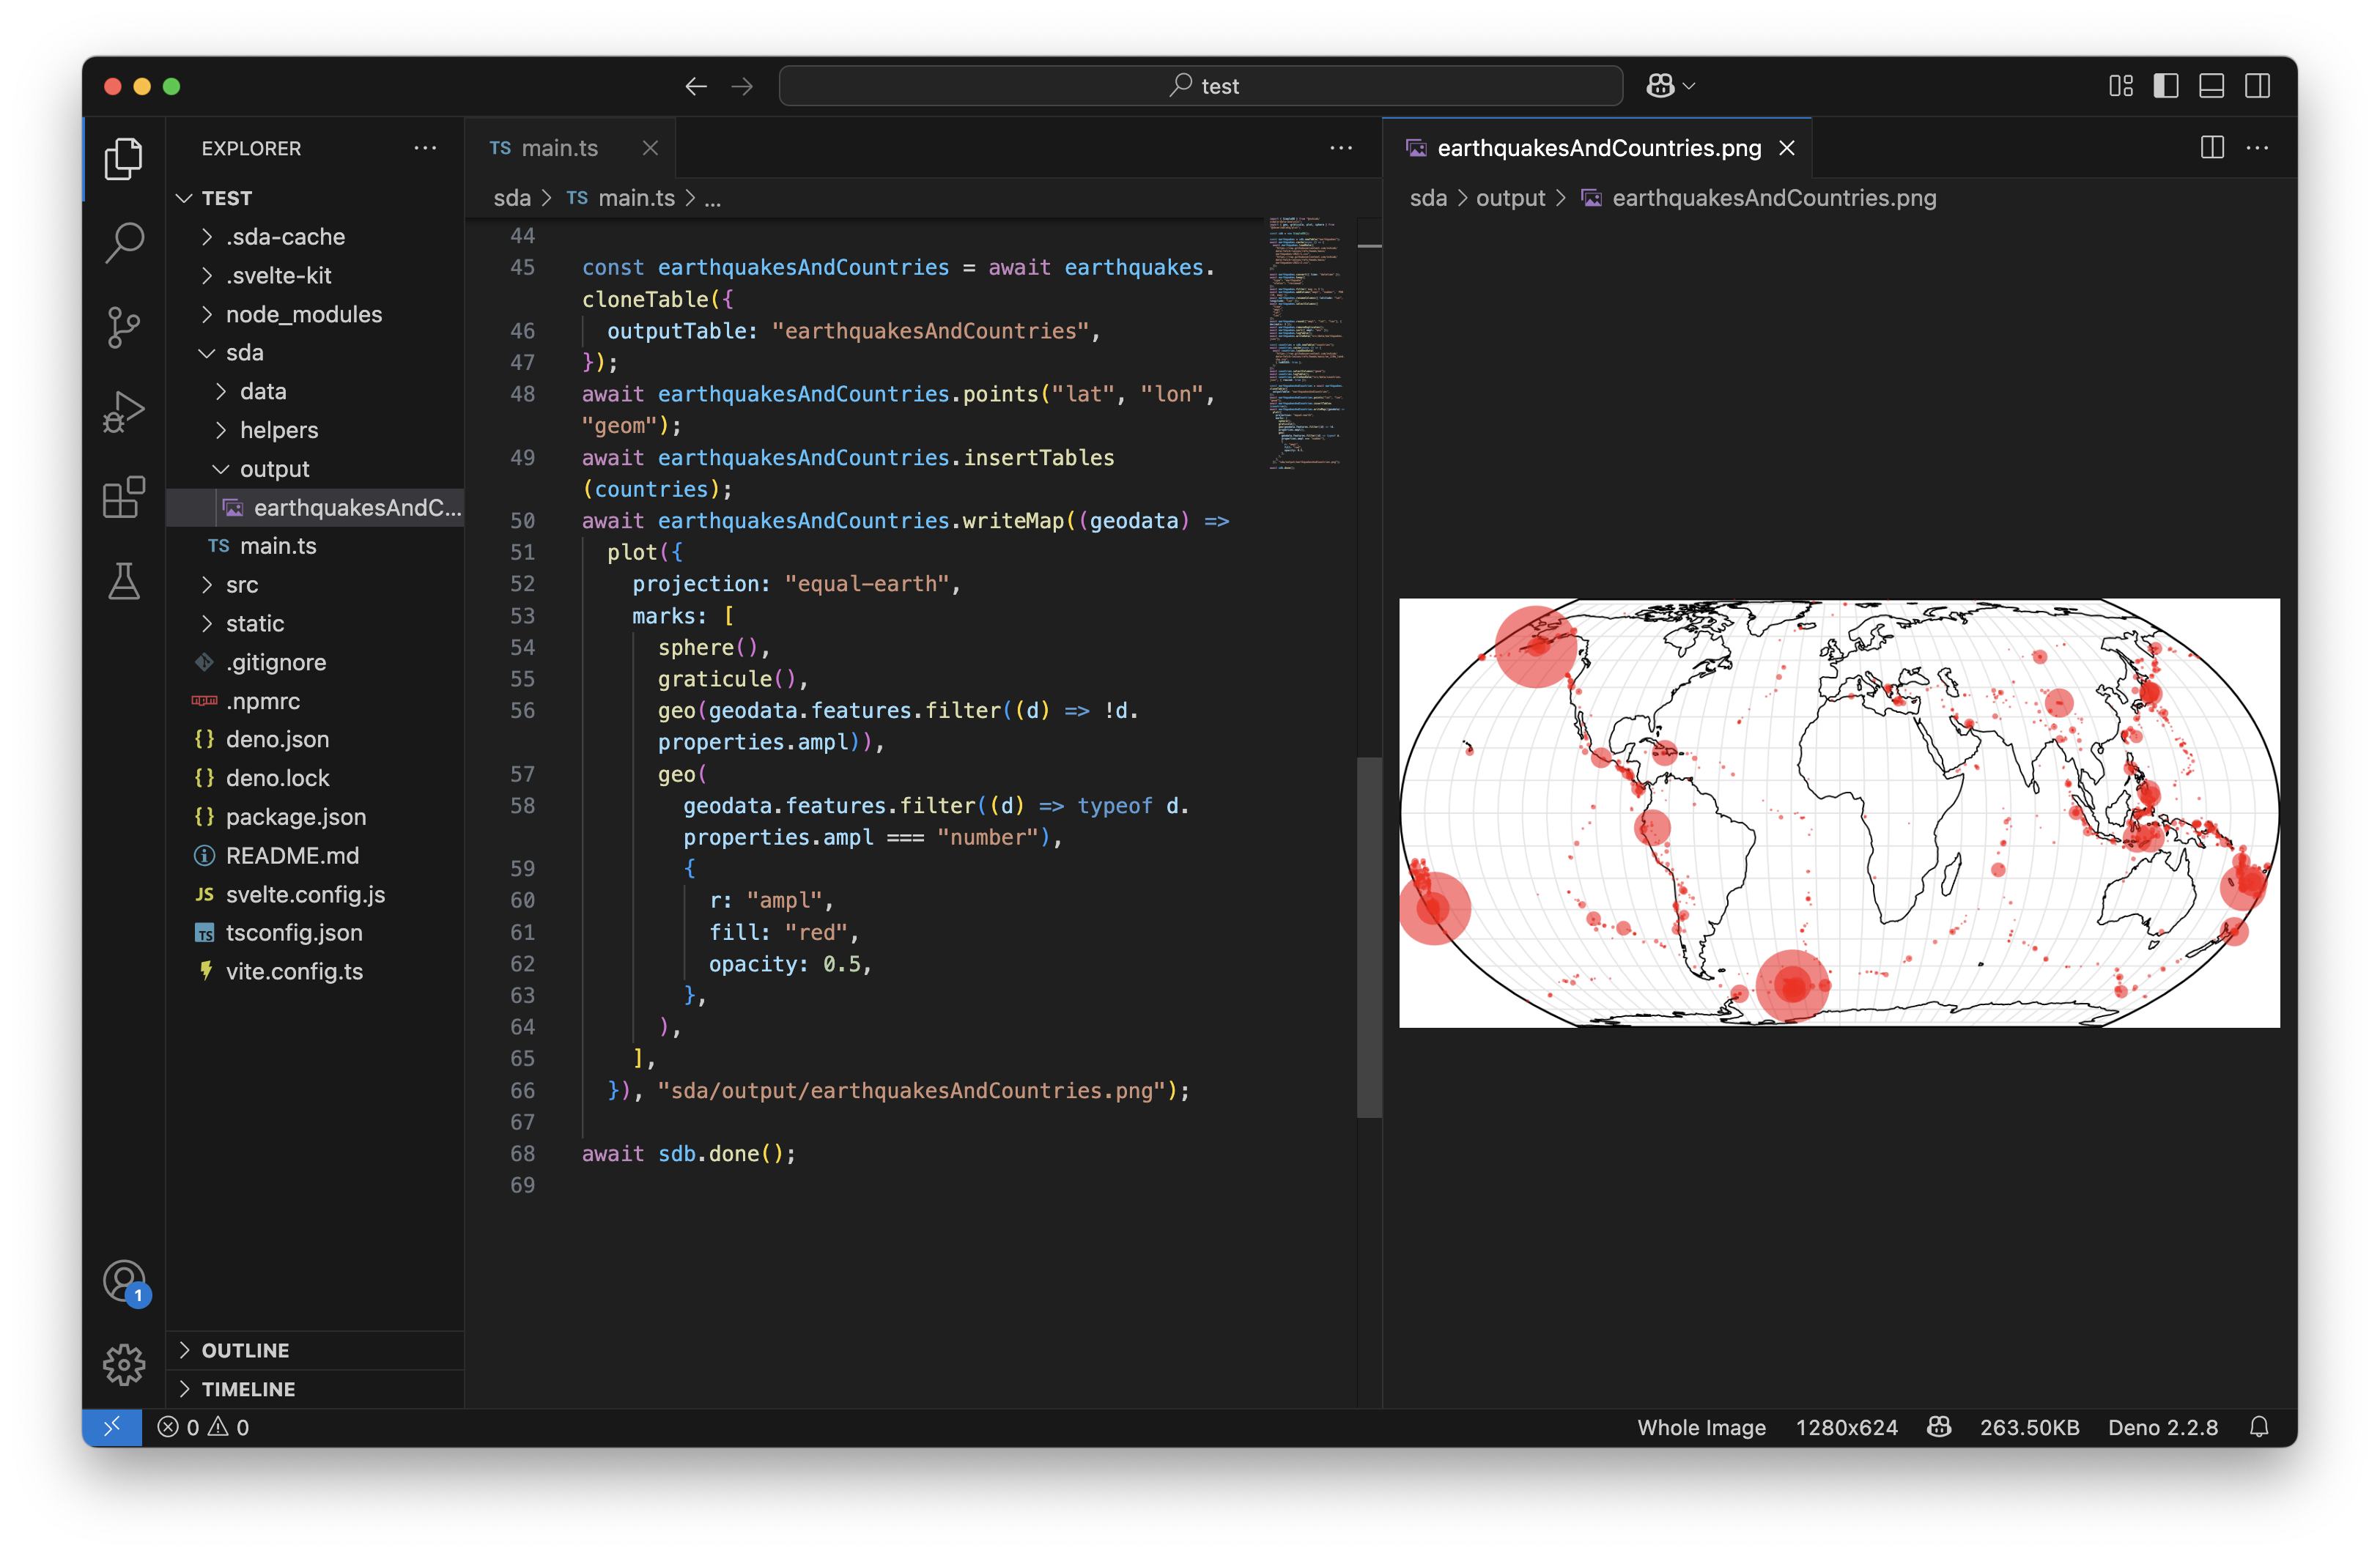 test
EXPLORER
TEST
.sda-cache
.svelte-kit
node_modules
sda
data
helpers
output
earthquakesAndC...
TS main.ts
src
static
.gitignore
.npmrc
{} deno.json
{} deno.lock
{} package.json
README.md
JS svelte.config.js
TS tsconfig.json
vite.config.ts
OUTLINE
TIMELINE
1
TS main.ts
sda > TS main.ts > ...
44
45 const earthquakesAndCountries = await earthquakes.
cloneTable({
46 outputTable: "earthquakesAndCountries",
47 });
48 await earthquakesAndCountries.points("lat", "lon",
"geom");
49 await earthquakesAndCountries.insertTables
(countries);
50 await earthquakesAndCountries.writeMap((geodata) =>
51 plot({
52 projection: "equal-earth",
53 marks: [
54 sphere(),
55 graticule(),
56 geo(geodata.features.filter((d) => !d.
properties.ampl)),
57 geo(
58 geodata.features.filter((d) => typeof d.
properties.ampl === "number"),
59 {
60 r: "ampl",
61 fill: "red",
62 opacity: 0.5,
63 },
64 ),
65 ],
66 }), "sda/output/earthquakesAndCountries.png");
67
68 await sdb.done();
69
earthquakesAndCountries.png
sda > output > earthquakesAndCountries.png
0 0
Whole Image 1280x624 263.50KB Deno 2.2.8